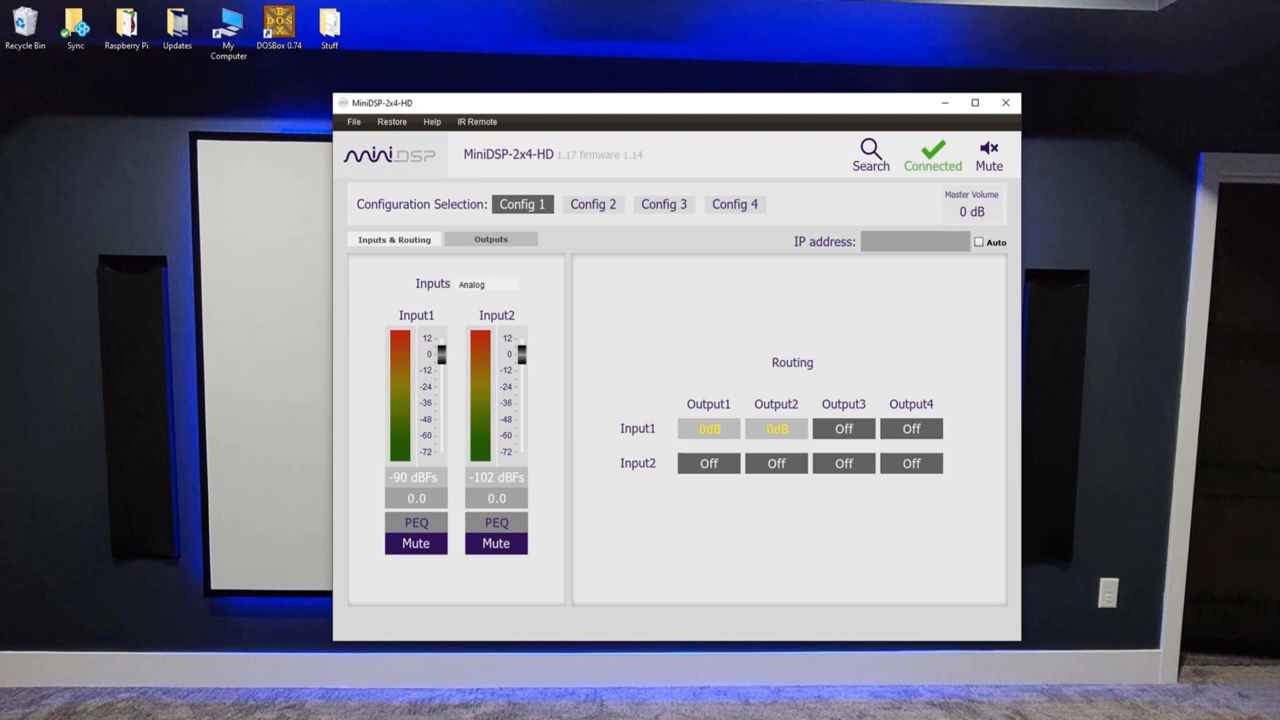 Recycle Bin
Sync
Raspberry Pi
Updates
My
Computer
DOSBox 0.74
Stuff
MiniDSP-2x4-HD
File Restore Help IR Remote
miniDSP
MiniDSP-2x4-HD 1.17 firmware 1.14
Search
Connected
Mute
Configuration Selection: Config 1 Config 2 Config 3 Config 4
Master Volume
0 dB
Inputs & Routing
Outputs
IP address:
Auto
Inputs Analog
Input1
12
0
-12
-24
-36
-48
-60
-72
-90 dBFs
0.0
PEQ
Mute
Input2
12
0
-12
-24
-36
-48
-60
-72
-102 dBFs
0.0
PEQ
Mute
Routing
Output1 Output2 Output3 Output4
Input1 0dB 0dB Off Off
Input2 Off Off Off Off